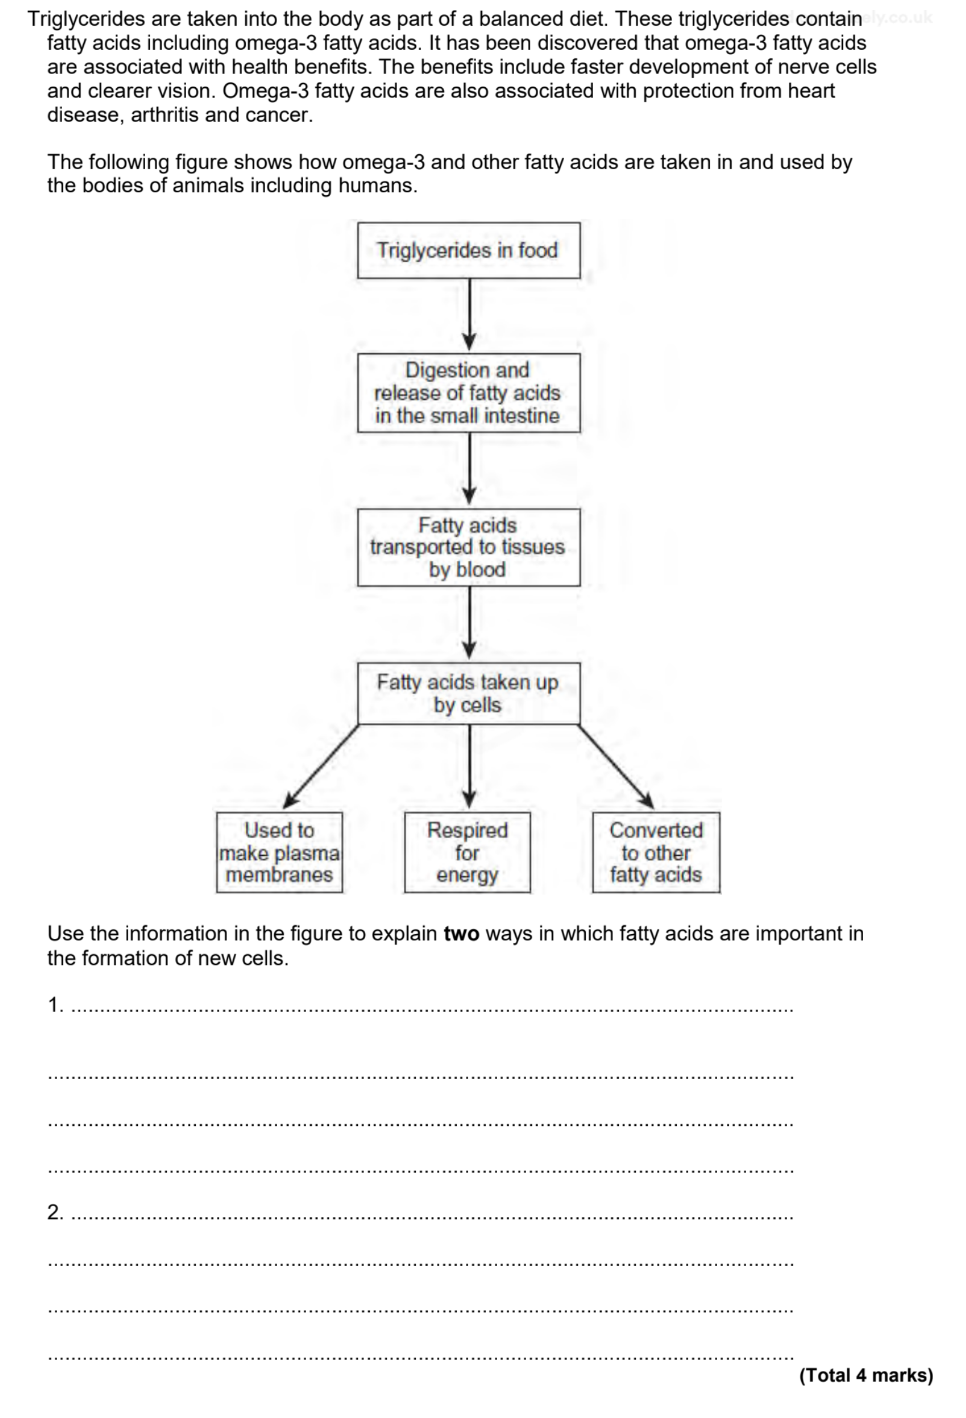 Triglycerides are taken into the body as part of a balanced diet. These triglycerides contain
fatty acids including omega-3 fatty acids. It has been discovered that omega-3 fatty acids
are associated with health benefits. The benefits include faster development of nerve cells
and clearer vision. Omega-3 fatty acids are also associated with protection from heart
disease, arthritis and cancer.
The following figure shows how omega-3 and other fatty acids are taken in and used by
the bodies of animals including humans.
Triglycerides in food
Digestion and
release of fatty acids
in the small intestine
Fatty acids
transported to tissues
by blood
Fatty acids taken up
by cells
Used to
make plasma
membranes
Respired
for
energy
Converted
to other
fatty acids
Use the information in the figure to explain two ways in which fatty acids are important in
the formation of new cells.
1. ....................................................................................................
....................................................................................................
....................................................................................................
....................................................................................................
2. ....................................................................................................
....................................................................................................
....................................................................................................
....................................................................................................
(Total 4 marks)